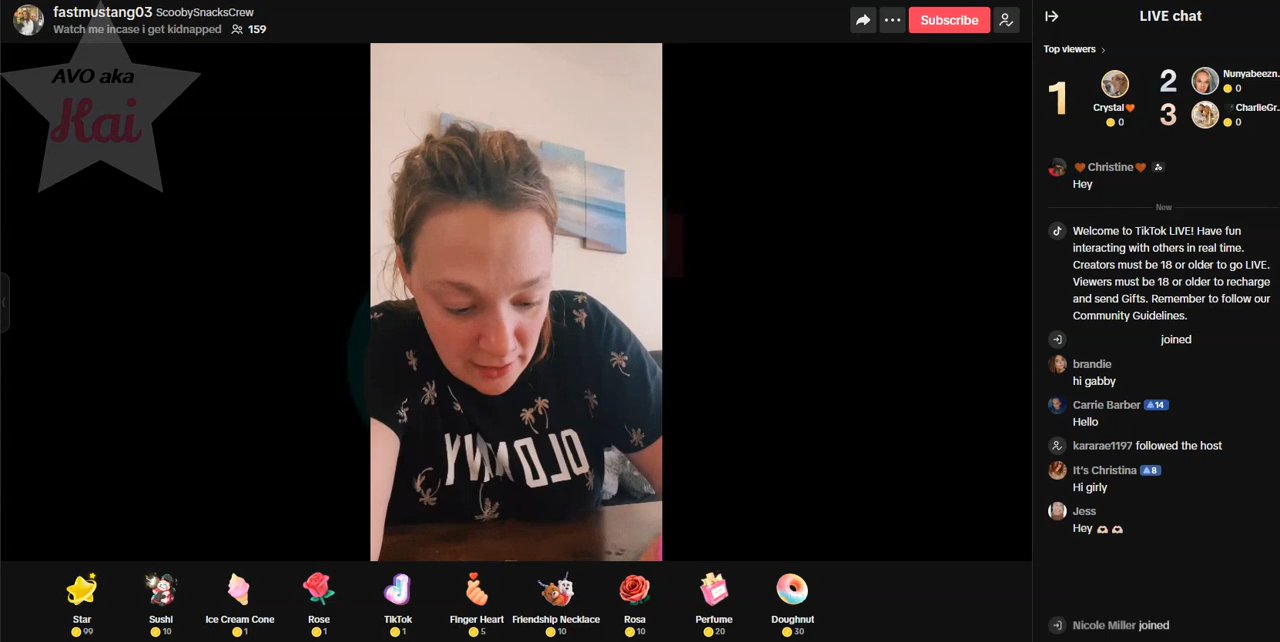 fastmustang03 ScoobySnacksCrew
Watch me incase i get kidnapped 159
Subscribe
AVO aka
Kai
OLD NAVY
Star
99
Sushi
10
Ice Cream Cone
1
Rose
1
TikTok
1
Finger Heart
5
Friendship Necklace
10
Rosa
10
Perfume
20
Doughnut
30
LIVE chat
Top viewers
1
Crystal🧡
0
2
Nunyabeezn...
0
3
CharlieGr...
0
🤎Christine🤎
Hey
New
Welcome to TikTok LIVE! Have fun
interacting with others in real time.
Creators must be 18 or older to go LIVE.
Viewers must be 18 or older to recharge
and send Gifts. Remember to follow our
Community Guidelines.
joined
brandie
hi gabby
Carrie Barber 14
Hello
kararae1197 followed the host
It's Christina 8
Hi girly
Jess
Hey 🫶🏻 🫶🏻
Nicole Miller joined